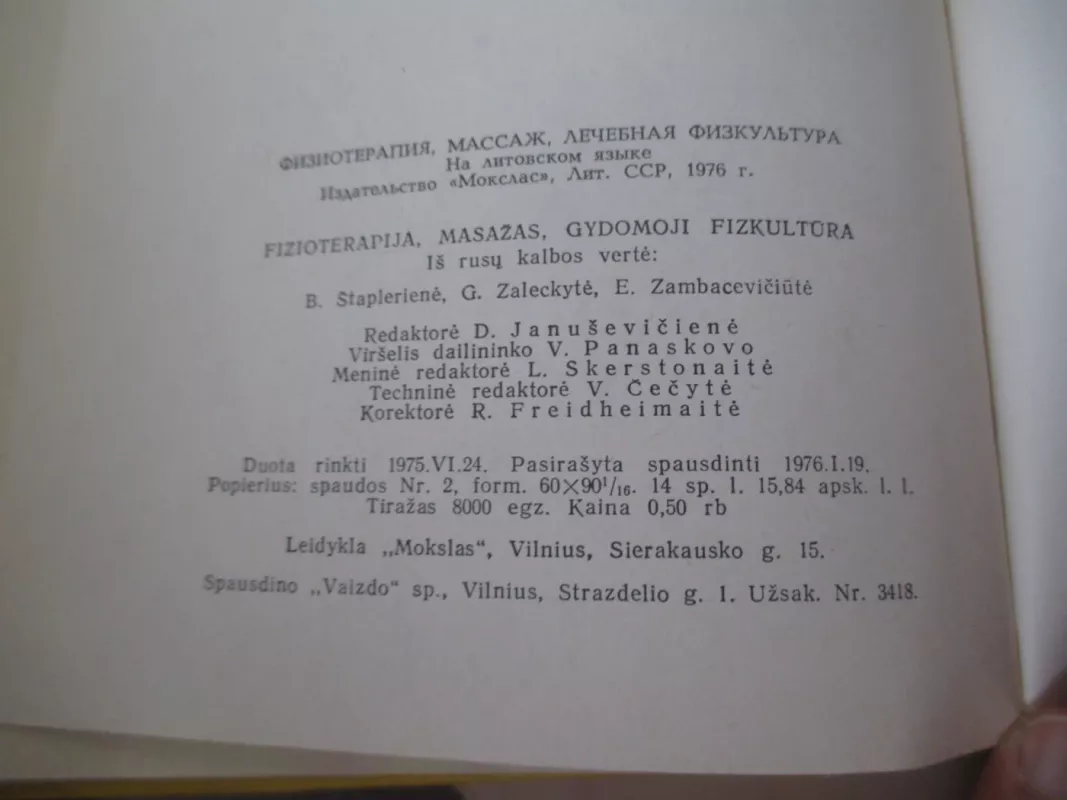 ФИЗИОТЕРАПИЯ, МАССАЖ, ЛЕЧЕБНАЯ ФИЗКУЛЬТУРА
На литовском языке
Издательство «Мокслас», Лит. ССР, 1976 г.
FIZIOTERAPIJA, MASAŽAS, GYDOMOJI FIZKULTŪRA
Iš rusų kalbos vertė:
B. Staplerienė, G. Zaleckytė, E. Zambacevičiūtė
Redaktorė D. Januševičienė
Viršelis dailininko V. Panaskovo
Meninė redaktorė L. Skerstonaitė
Techninė redaktorė V. Čečytė
Korektorė R. Freidheimaitė
Duota rinkti 1975.VI.24. Pasirašyta spausdinti 1976.I.19.
Popierius: spaudos Nr. 2, form. 60×90¹/₁₆. 14 sp. l. 15,84 apsk. l. l.
Tiražas 8000 egz. Kaina 0,50 rb
Leidykla „Mokslas“, Vilnius, Sierakausko g. 15.
Spausdino „Vaizdo“ sp., Vilnius, Strazdelio g. 1. Užsak. Nr. 3418.